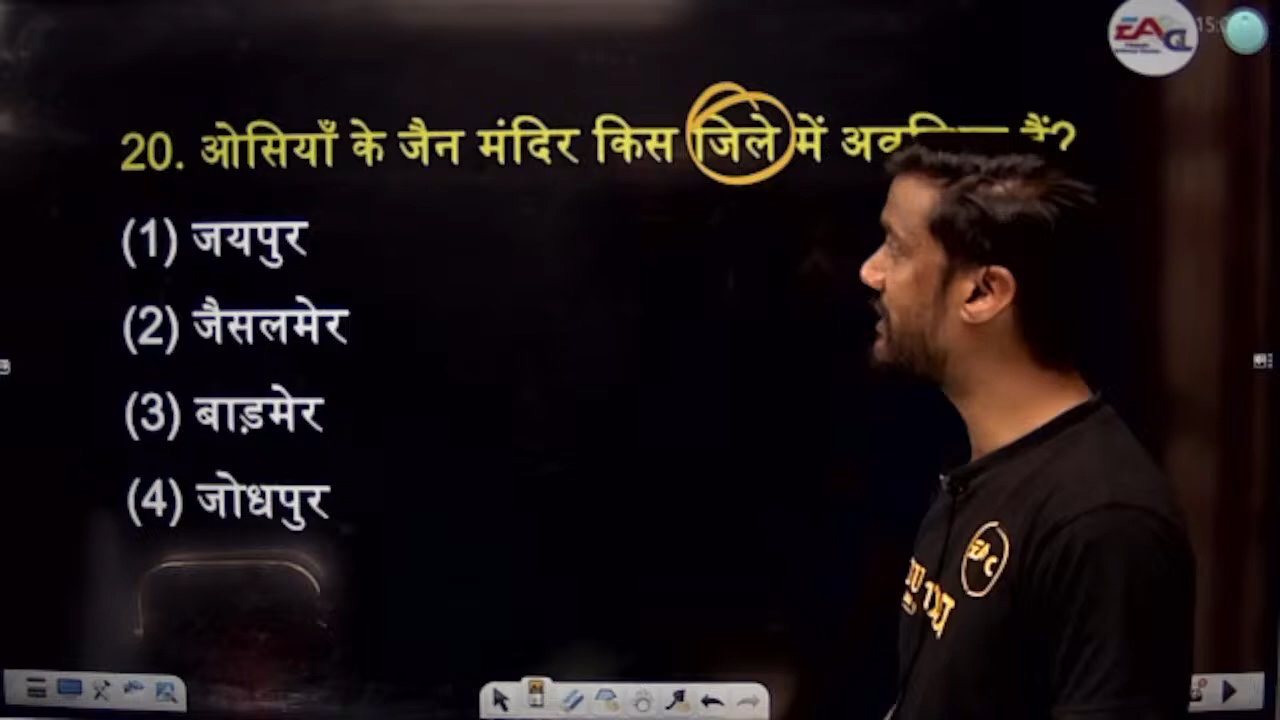 20. ओसियाँ के जैन मंदिर किस जिले में हैं?
(1) जयपुर
(2) जैसलमेर
(3) बाड़मेर
(4) जोधपुर